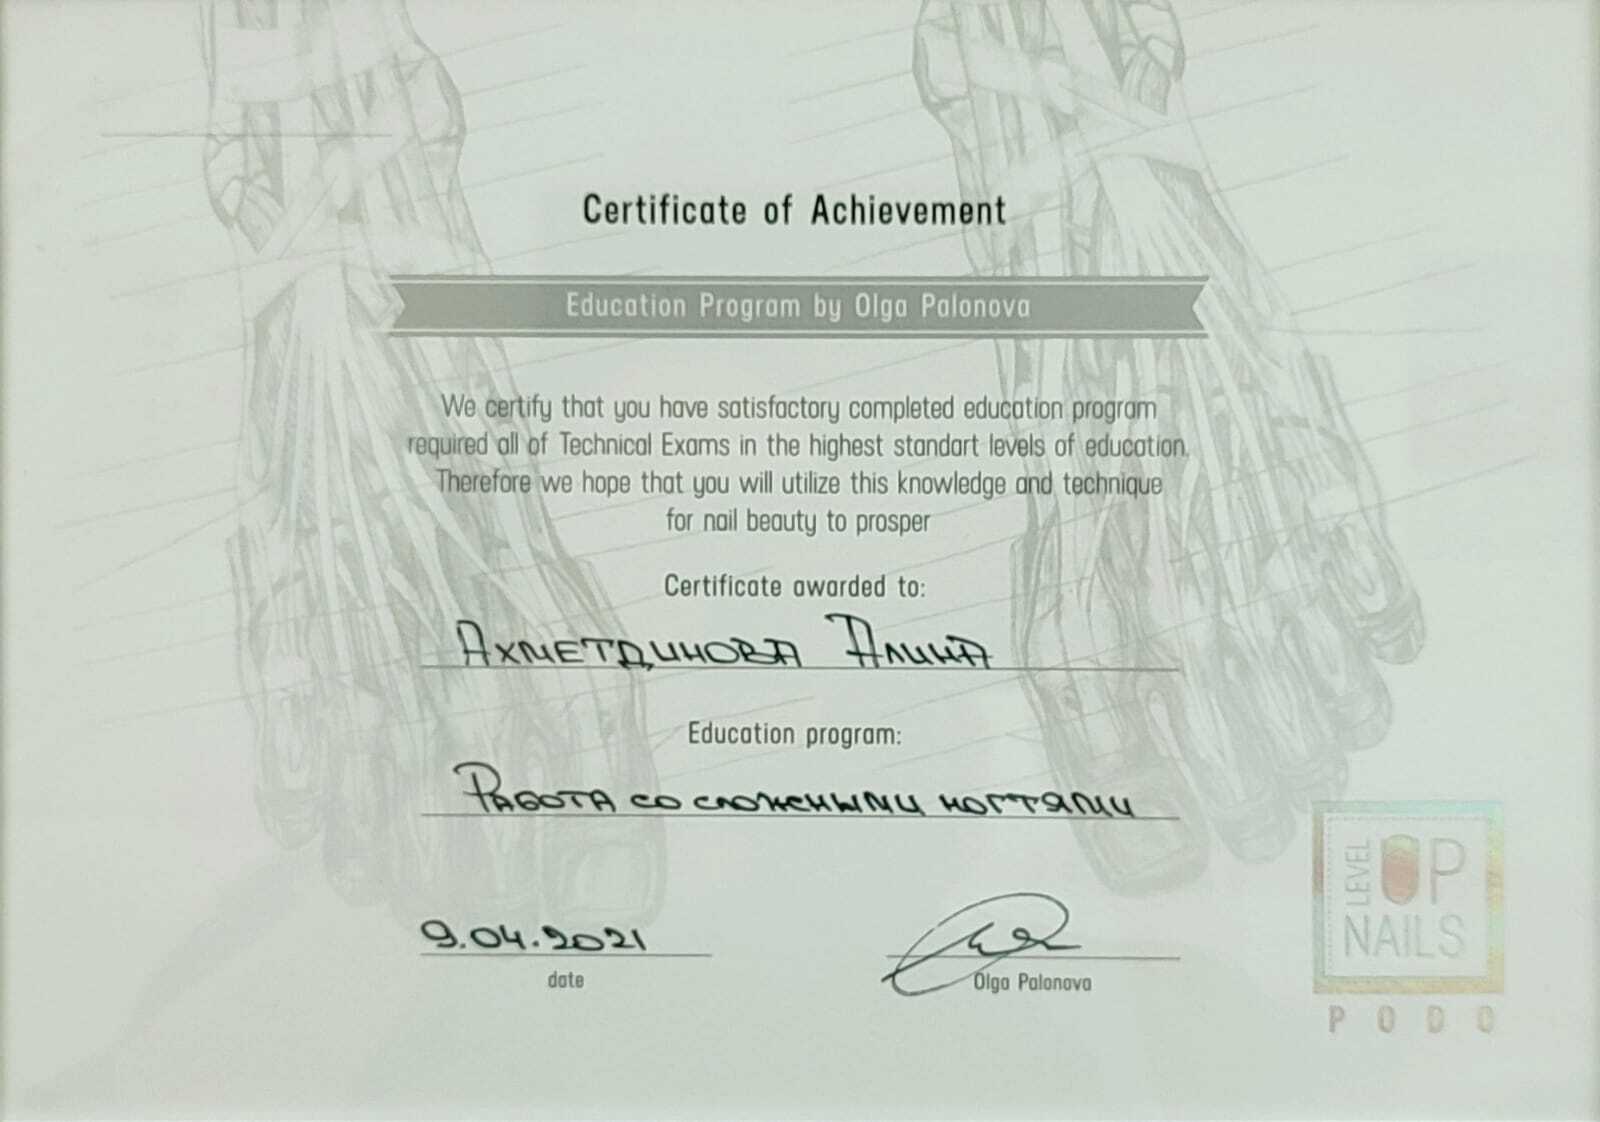 Certificate of Achievement
Education Program by Olga Palonova
We certify that you have satisfactory completed education program
required all of Technical Exams in the highest standart levels of education.
Therefore we hope that you will utilize this knowledge and technique
for nail beauty to prosper
Certificate awarded to:
Ахметдинова Алина
Education program:
Работа со сложными ногтями
9.04.2021
date
Olga Palonova
LEVEL UP
NAILS
PODO